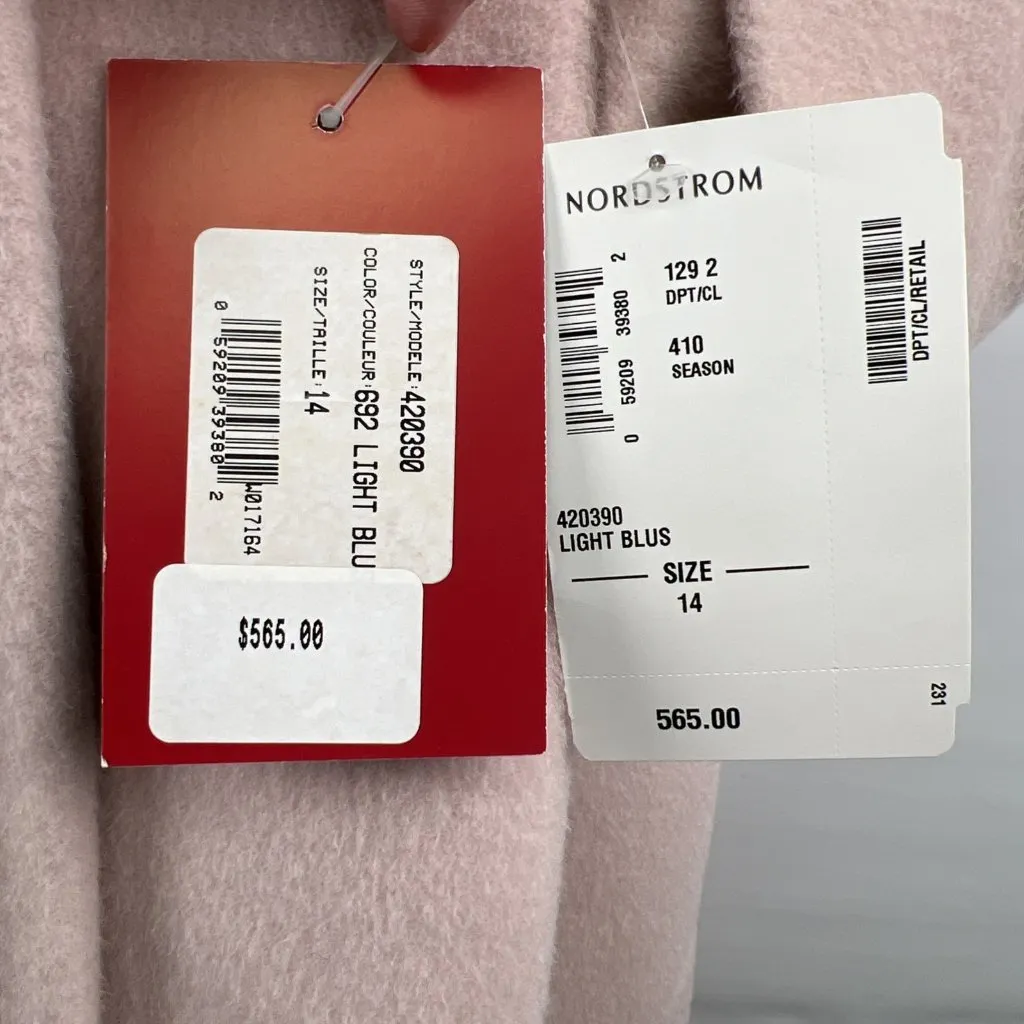 STYLE/MODELE:420390
COLOR/COULEUR:692 LIGHT BLU
SIZE/TAILLE:14
0 59209 39380 2
W017164
$565.00
NORDSTROM
0 59209 39380 2
129 2
DPT/CL
410
SEASON
DPT/CL/RETAIL
420390
LIGHT BLUS
SIZE
14
565.00
231